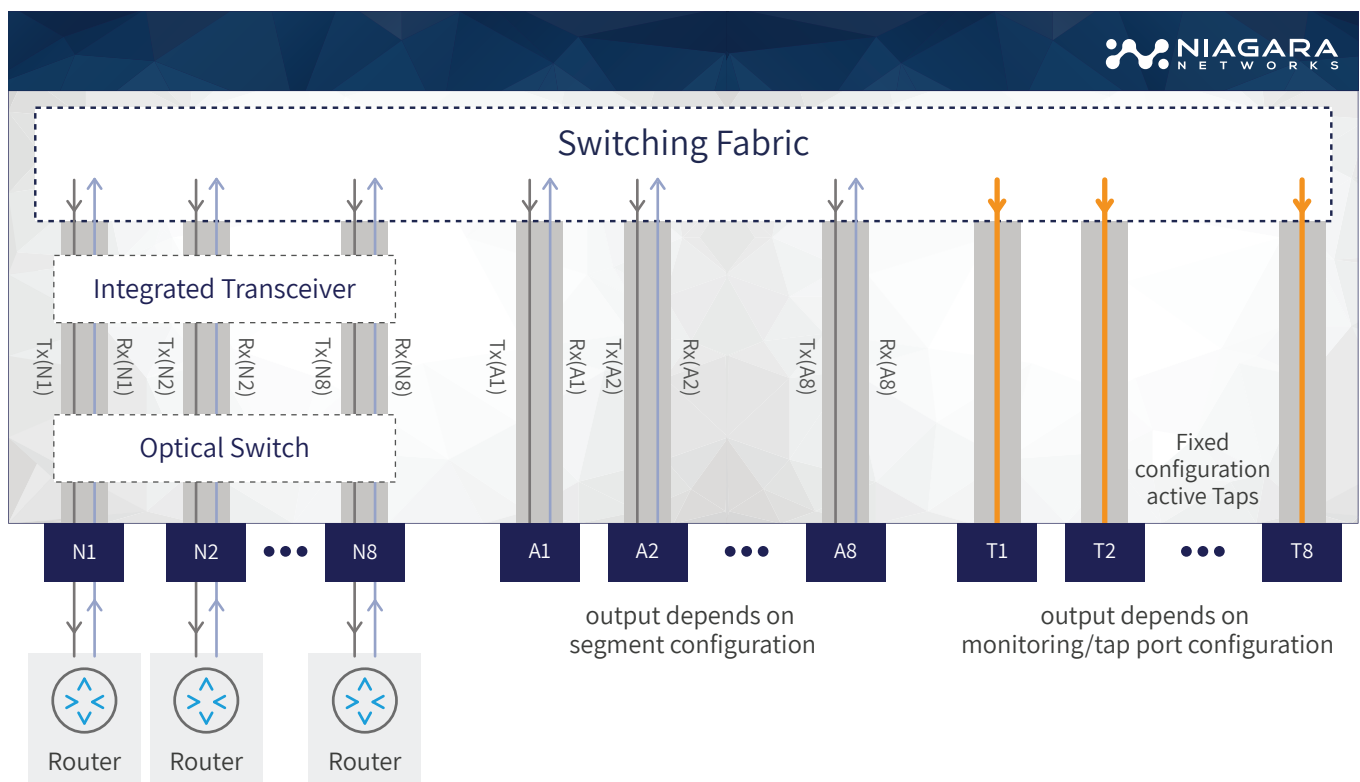 NIAGARA
NETWORKS
Switching Fabric
Integrated Transceiver
Tx(N1)
Rx(N1)
Tx(N2)
Rx(N2)
Tx(N8)
Rx(N8)
Tx(A1)
Rx(A1)
Tx(A2)
Rx(A2)
Tx(A8)
Rx(A8)
Optical Switch
Fixed
configuration
active Taps
N1
N2
N8
A1
A2
A8
T1
T2
T8
output depends on
segment configuration
output depends on
monitoring/tap port configuration
Router
Router
Router